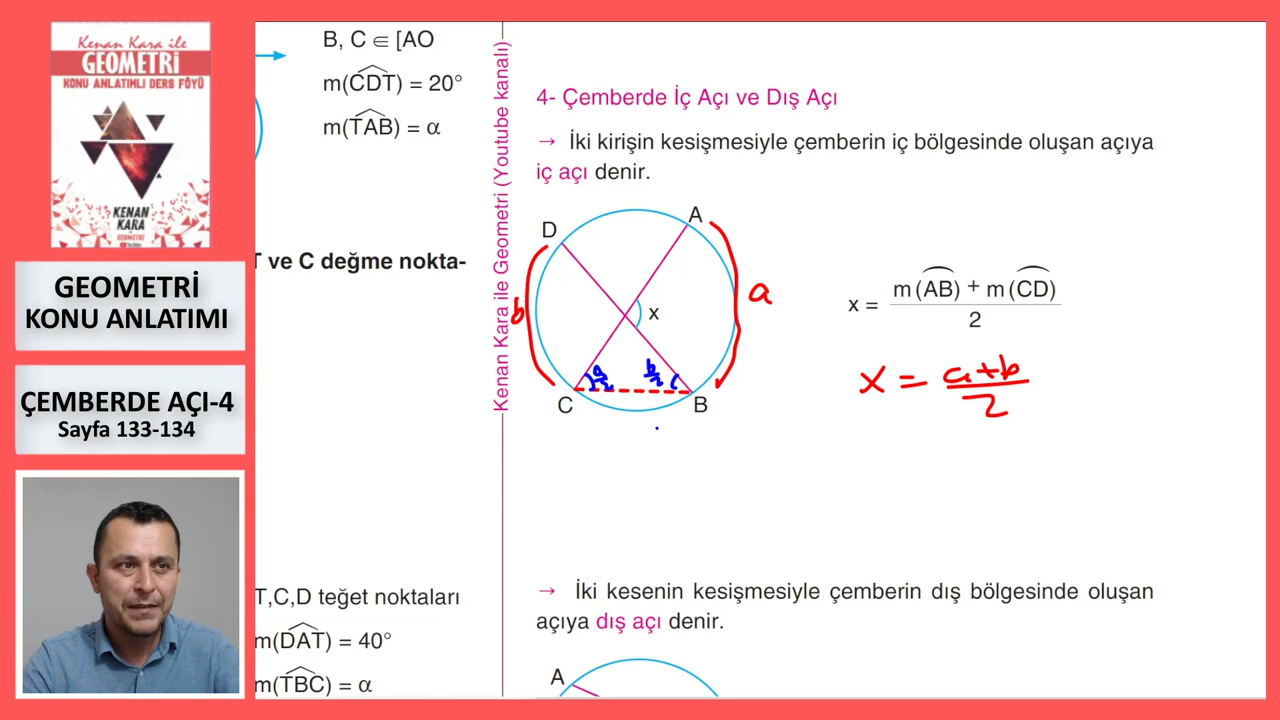 Kenan Kara ile
GEOMETRİ
KONU ANLATIMLI DERS FÖYÜ
KENAN
KARA
GEOMETRİ
GEOMETRİ
KONU ANLATIMI
ÇEMBERDE AÇI-4
Sayfa 133-134
B, C ∈ [AO
m(CDT) = 20°
m(TAB) = α
T ve C değme nokta-
T,C,D teğet noktaları
m(DAT) = 40°
m(TBC) = α
Kenan Kara ile Geometri (Youtube kanalı)
4- Çemberde İç Açı ve Dış Açı
→ İki kirişin kesişmesiyle çemberin iç bölgesinde oluşan açıya
iç açı denir.
D
A
b
x
a
a/2
b/2
C
B
x = m(AB) + m(CD) / 2
x = a+b / 2
→ İki kesenin kesişmesiyle çemberin dış bölgesinde oluşan
açıya dış açı denir.
A